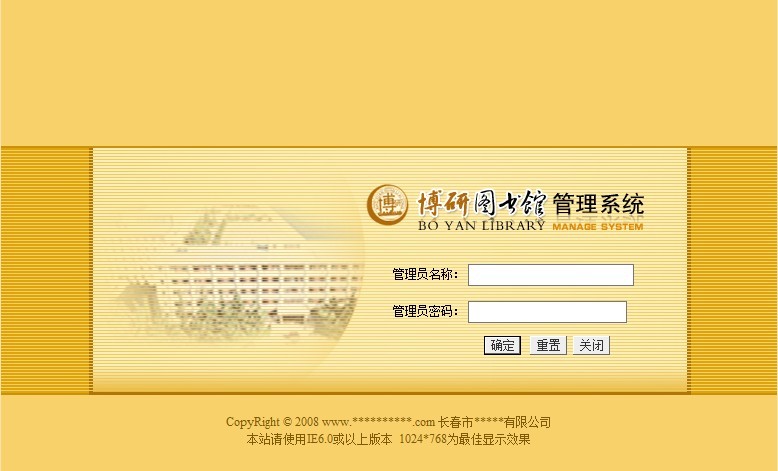 博
博研图书馆 管理系统
BO YAN LIBRARY MANAGE SYSTEM
管理员名称：
管理员密码：
确定 重置 关闭
CopyRight © 2008 www.**********.com 长春市*****有限公司
本站请使用IE6.0或以上版本 1024*768为最佳显示效果